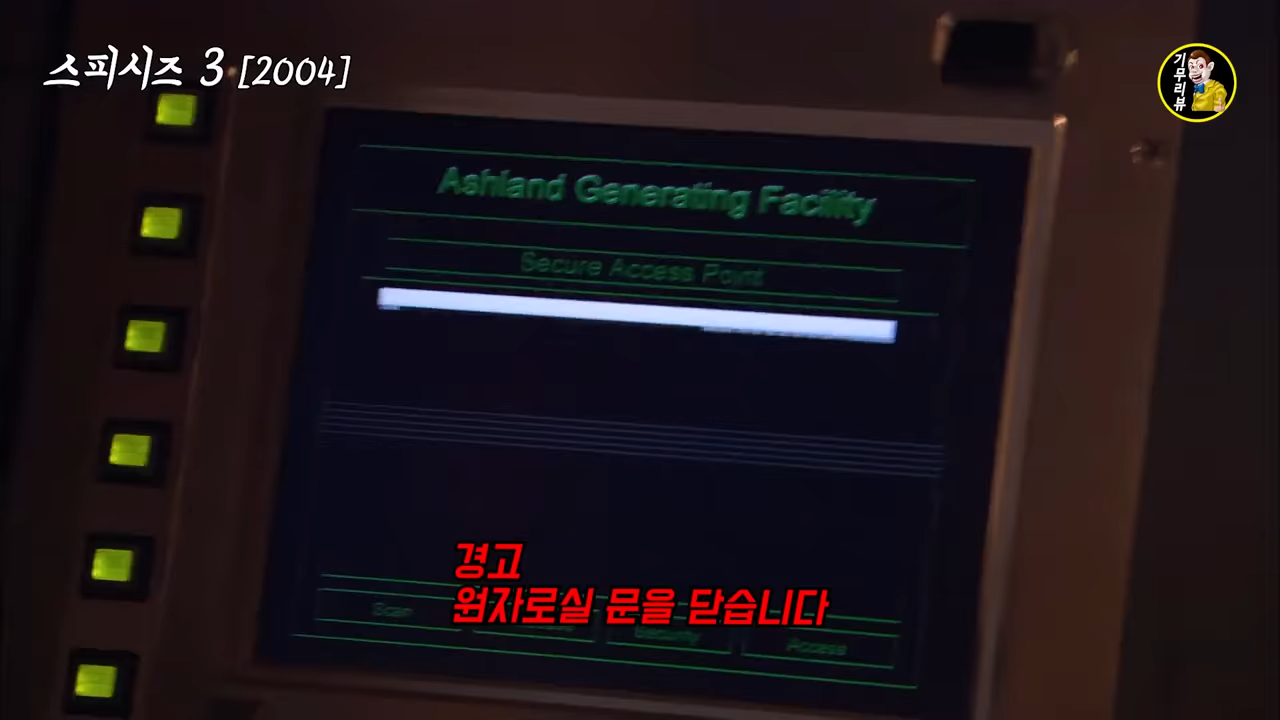 스피시즈 3 [2004]
기무리뷰
Ashland Generating Facility
Secure Access Point
경고
원자로실 문을 닫습니다
Scan
Security
Access